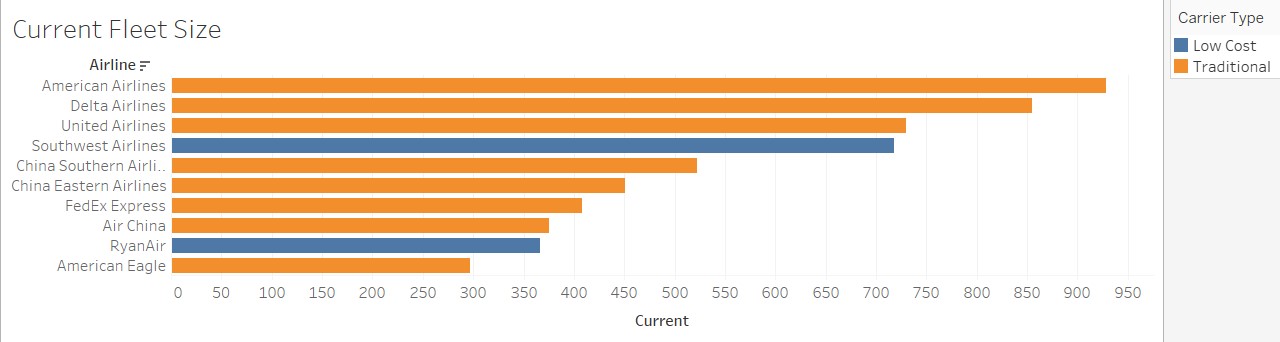 Current Fleet Size
Carrier Type
Low Cost
Traditional
Airline
American Airlines
Delta Airlines
United Airlines
Southwest Airlines
China Southern Airli..
China Eastern Airlines
FedEx Express
Air China
RyanAir
American Eagle
0 50 100 150 200 250 300 350 400 450 500 550 600 650 700 750 800 850 900 950
Current